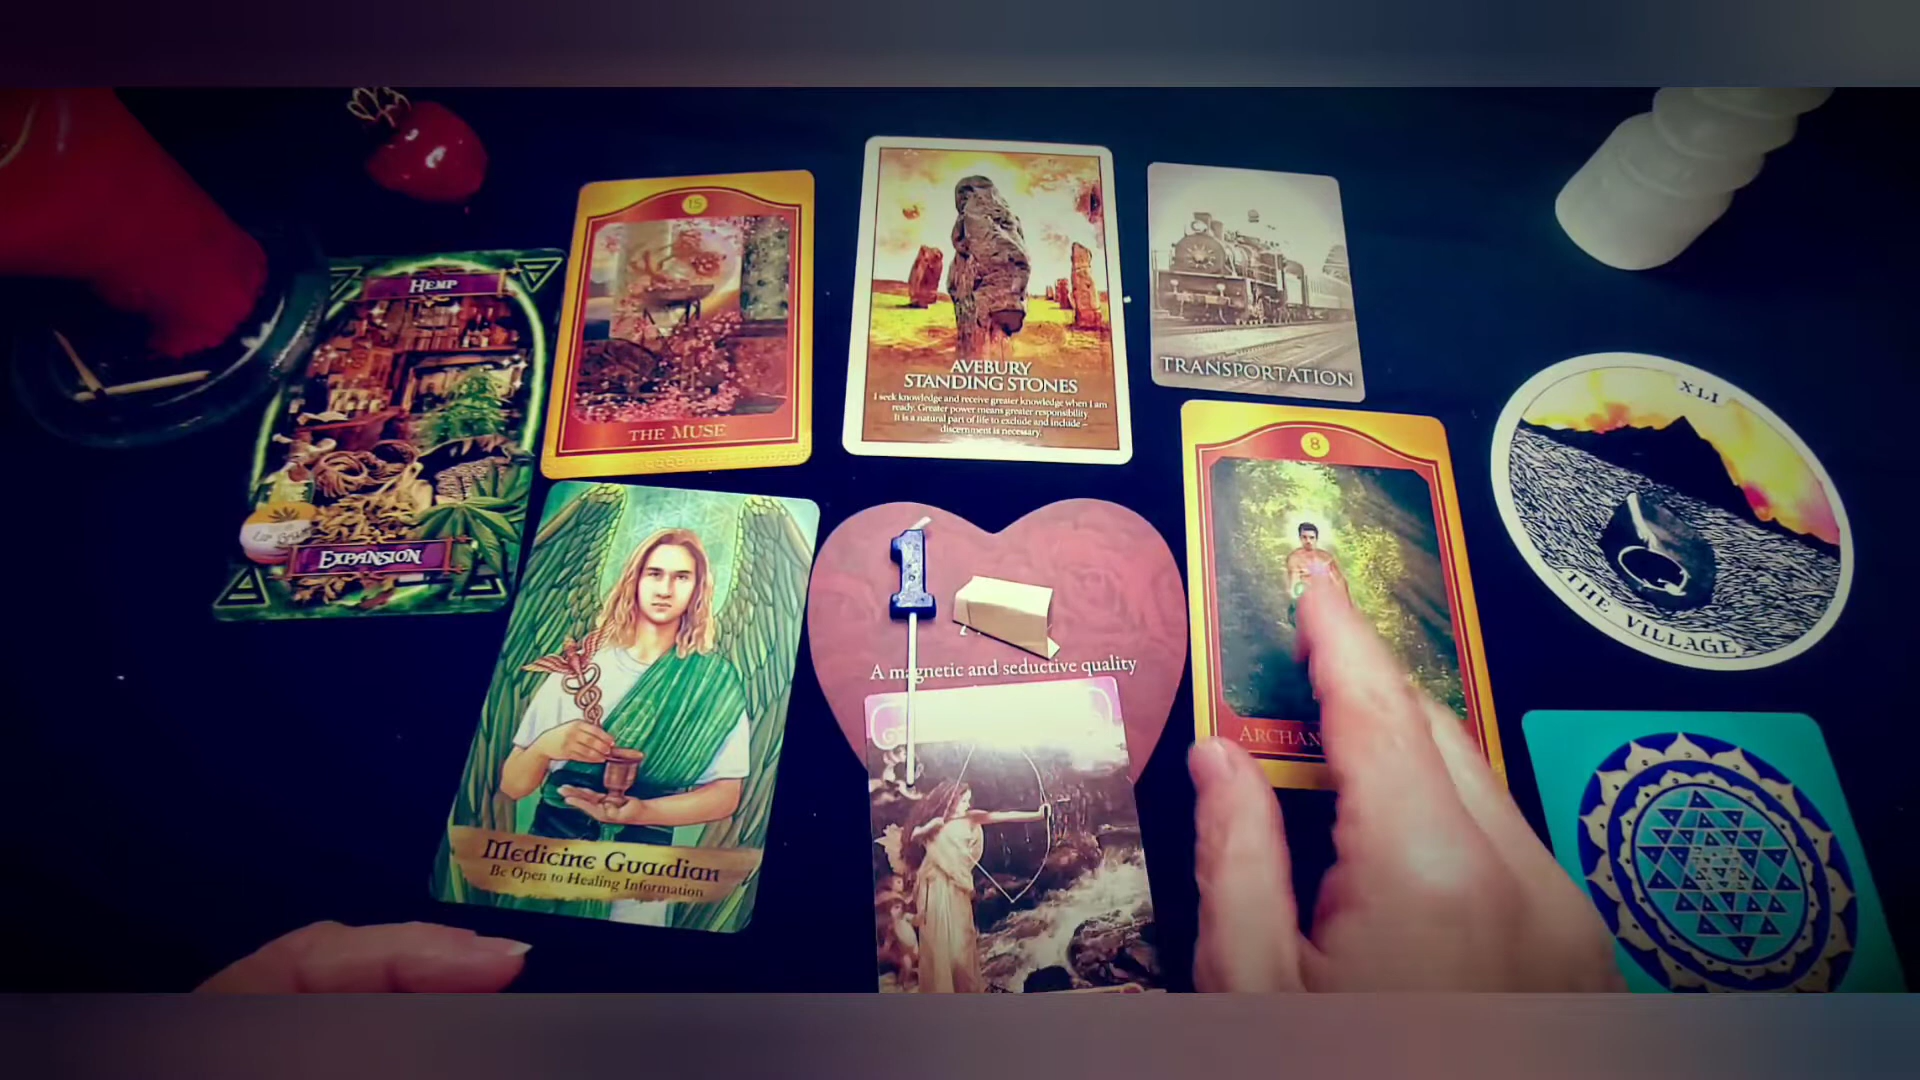 HEMP
EXPANSION
15
THE MUSE
AVEBURY
STANDING STONES
I seek knowledge and receive greater knowledge when I am
ready. Greater power means greater responsibility.
It is a natural part of life to exclude and include –
discernment is necessary.
TRANSPORTATION
XLI
THE VILLAGE
Medicine Guardian
Be Open to Healing Information
1
A magnetic and seductive quality
8
ARCHAN